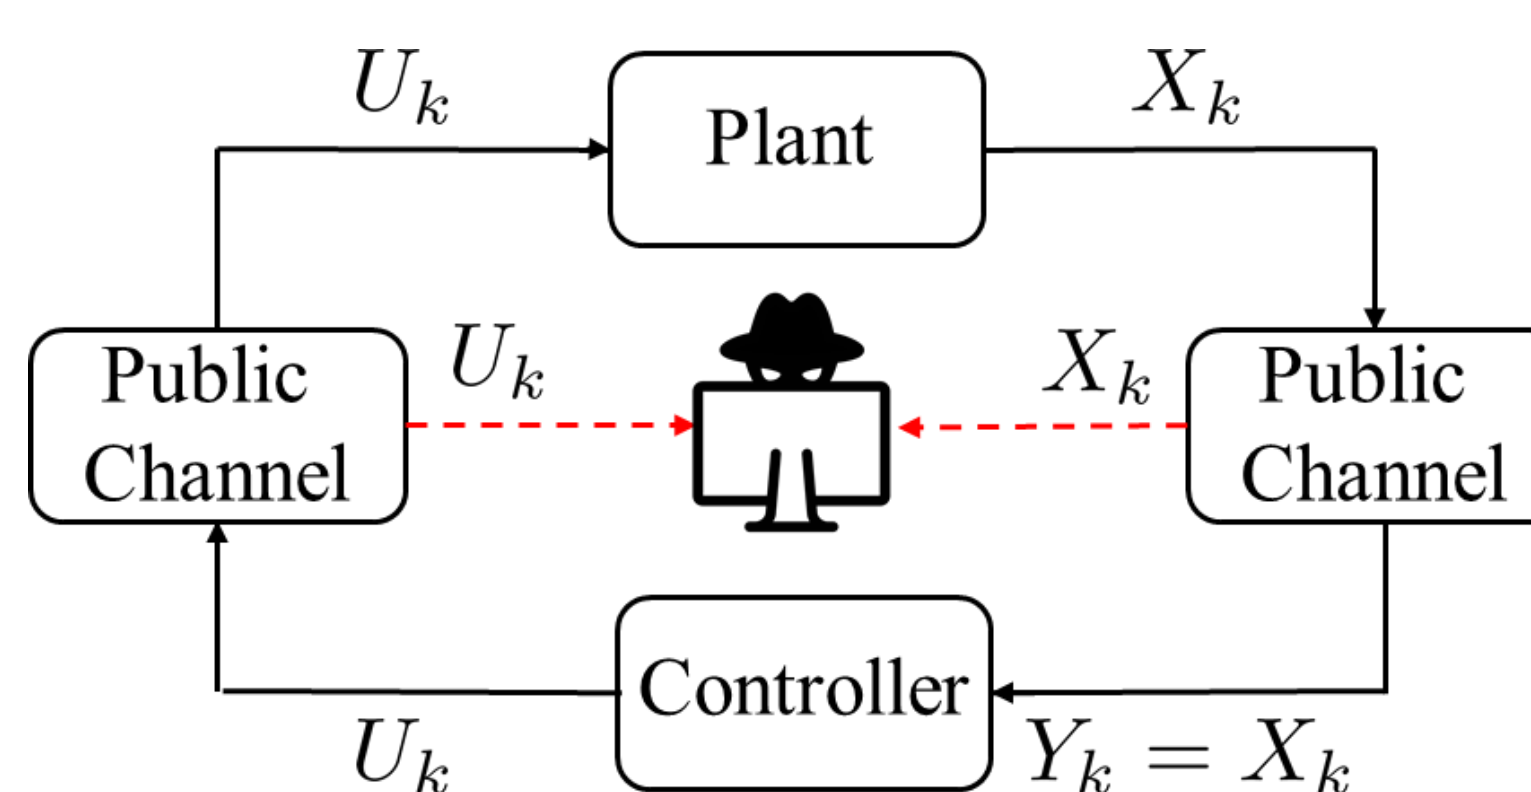 U_k
Plant
X_k
Public
Channel
U_k
X_k
Public
Channel
Controller
U_k
Y_k = X_k